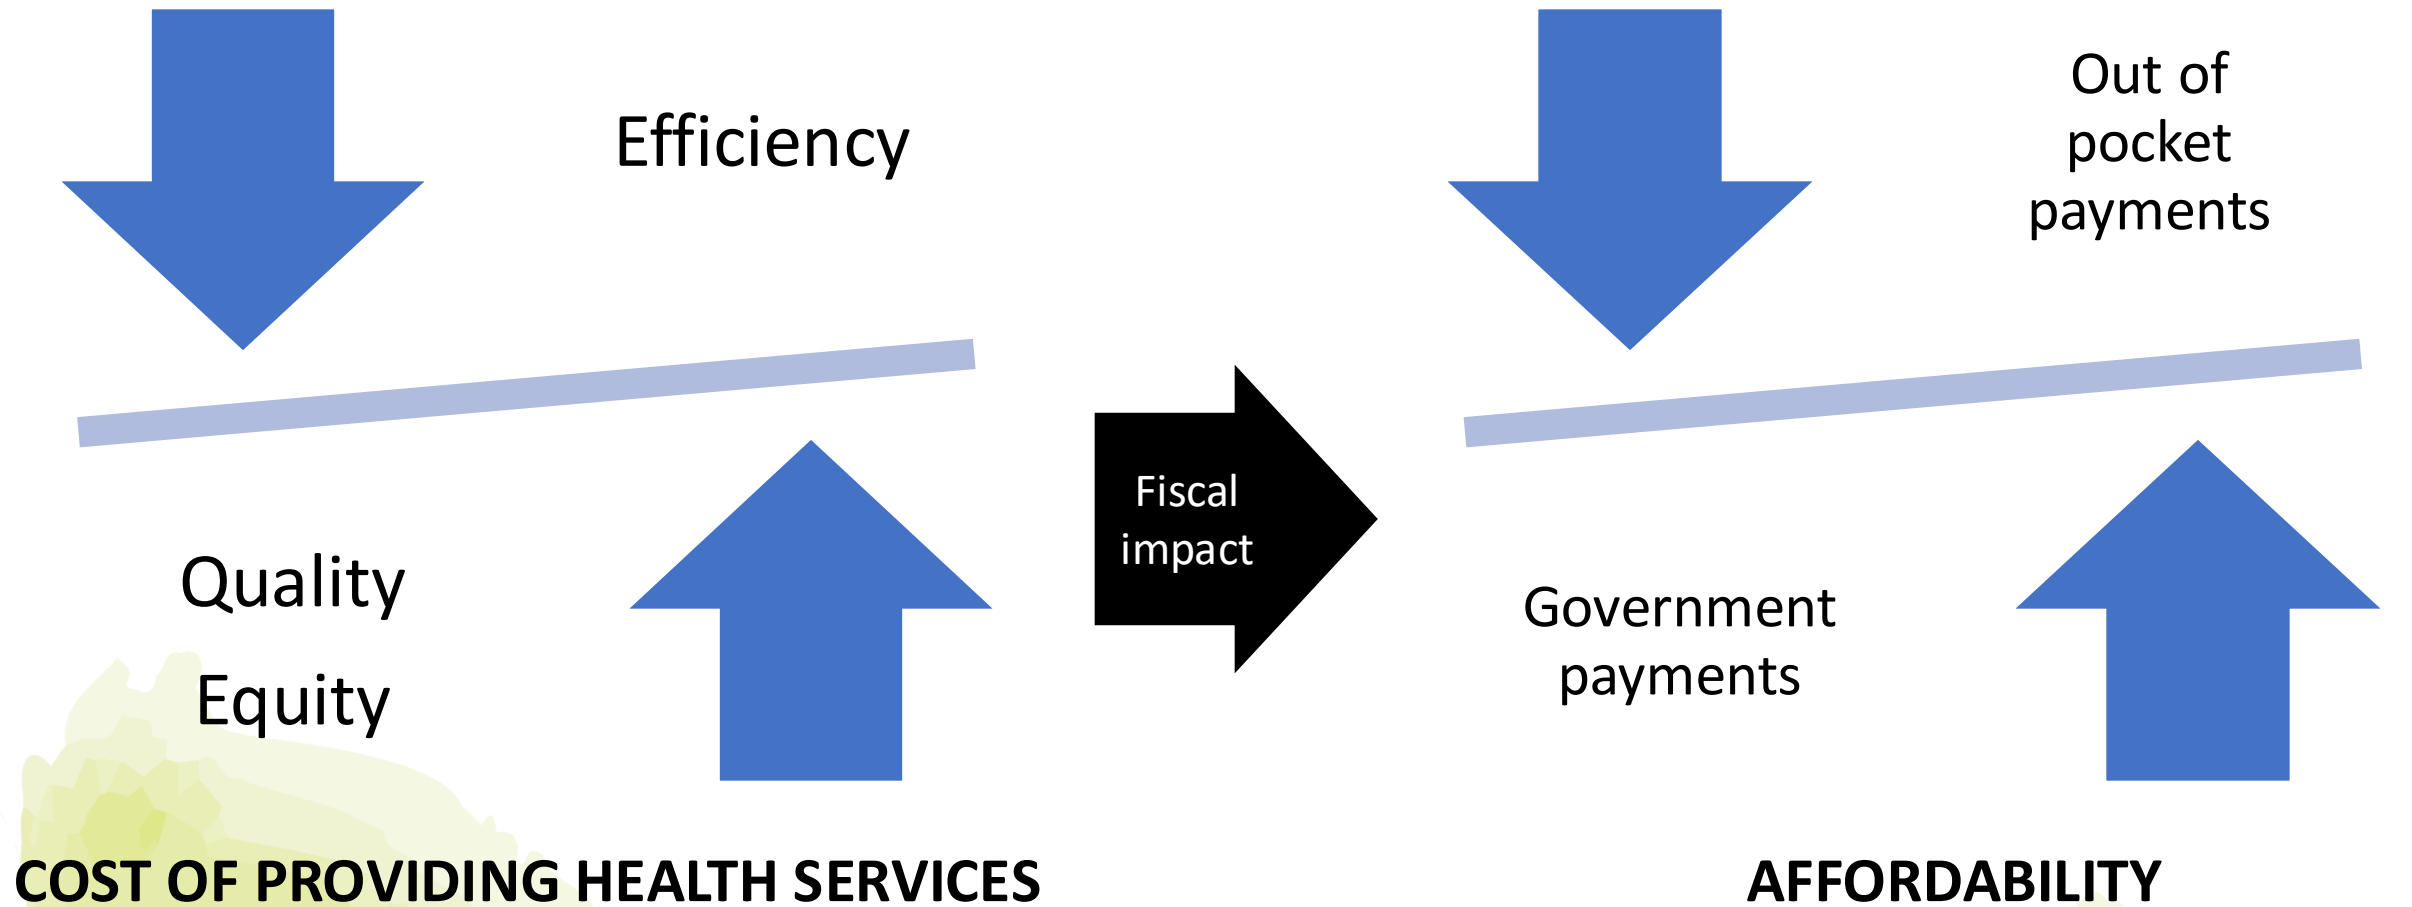 Efficiency
Quality
Equity
COST OF PROVIDING HEALTH SERVICES
Fiscal
impact
Out of
pocket
payments
Government
payments
AFFORDABILITY